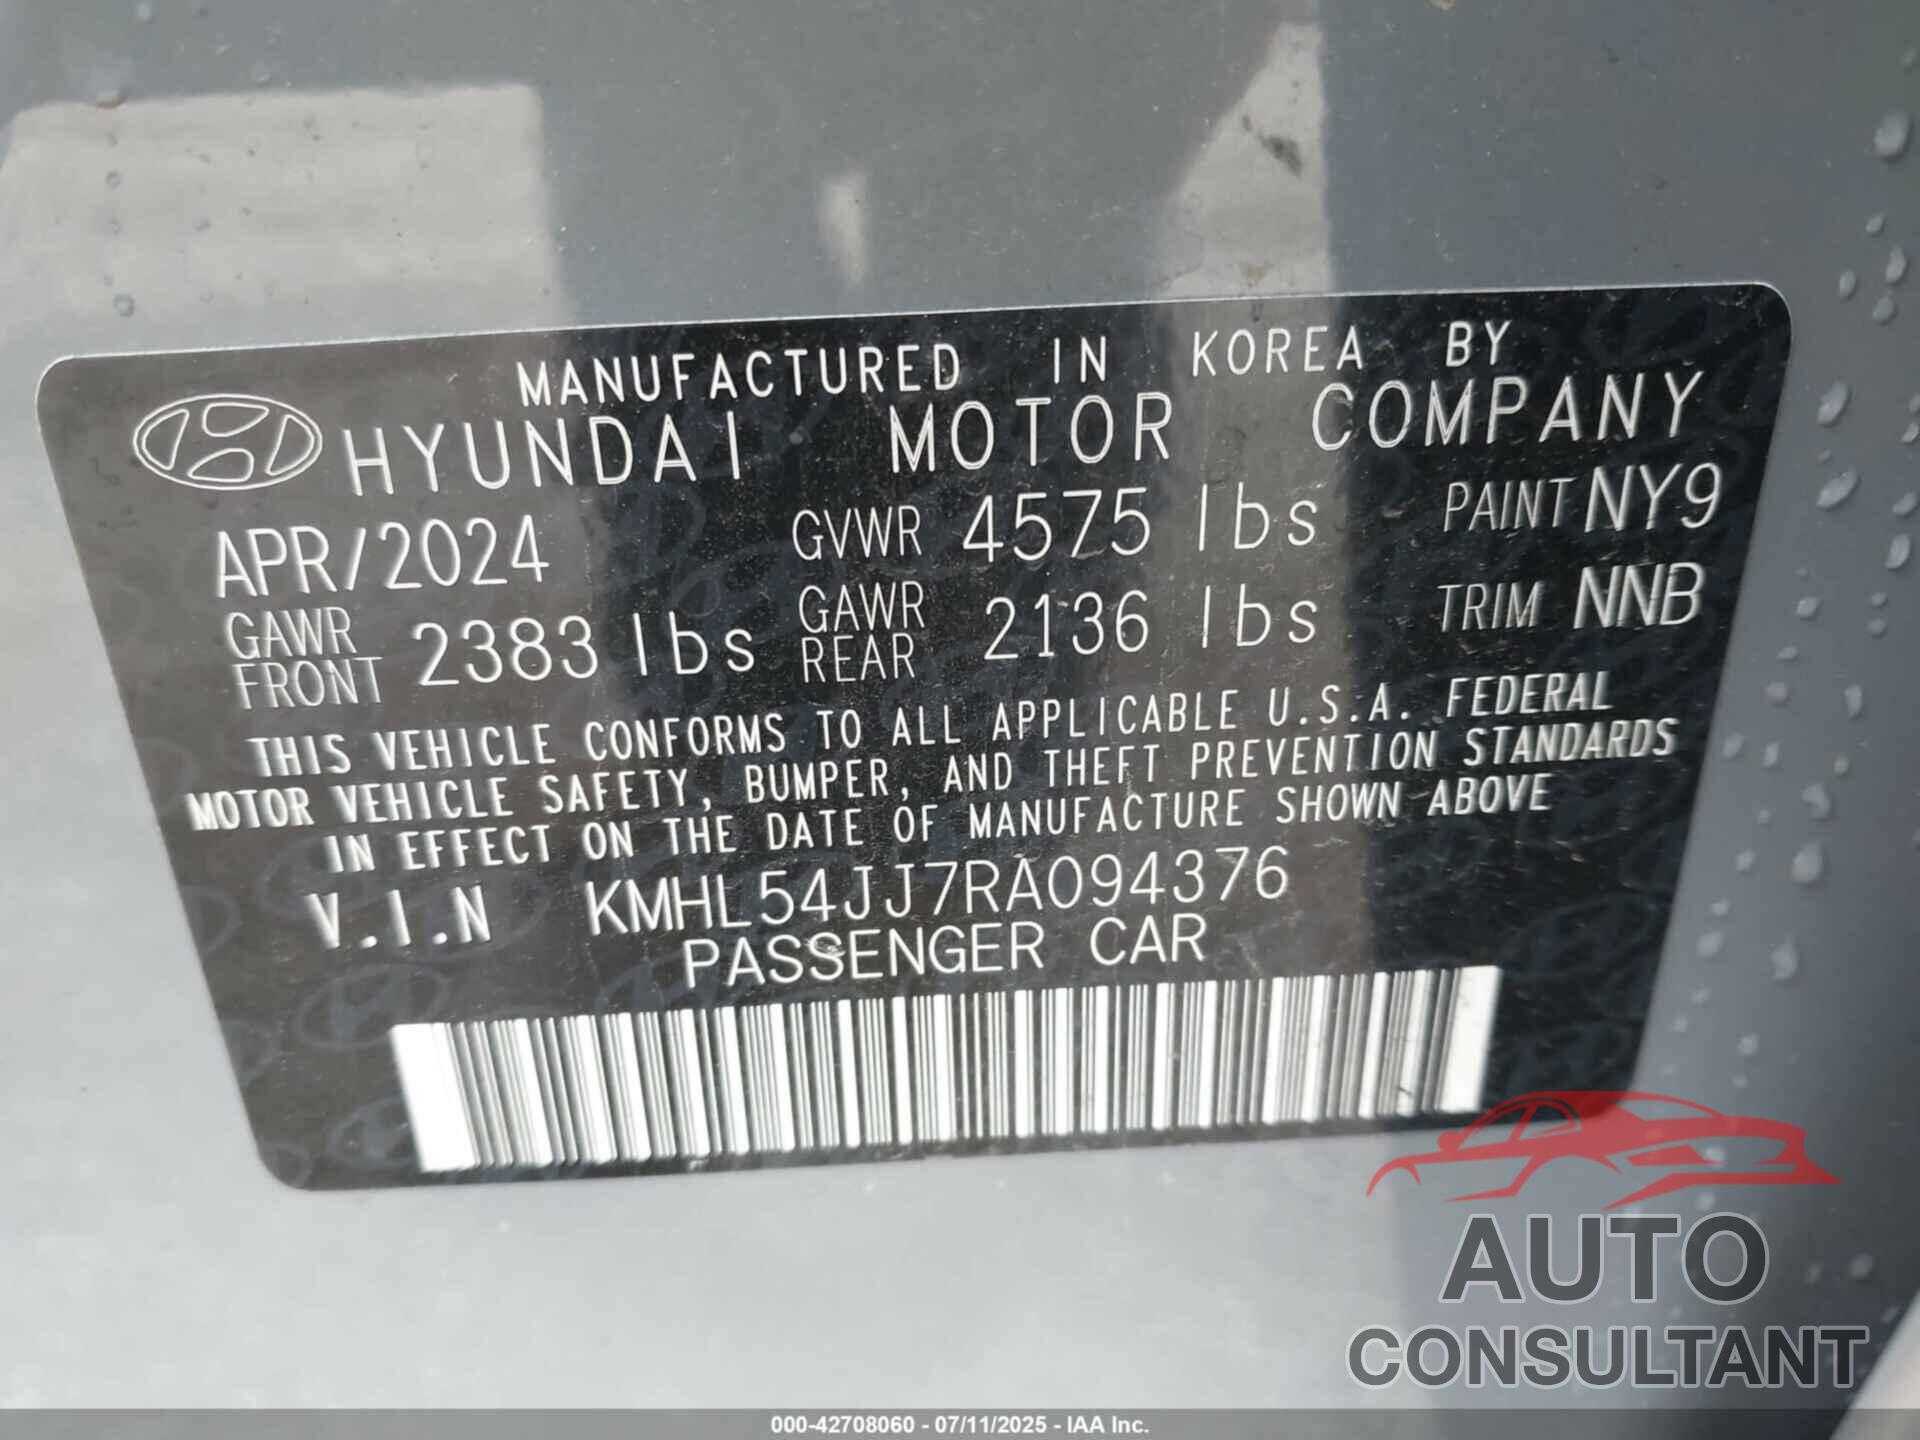 MANUFACTURED IN KOREA BY
HYUNDAI MOTOR COMPANY
APR/2024 GVWR 4575 lbs PAINT NY9
GAWR FRONT 2383 lbs GAWR REAR 2136 lbs TRIM NNB
THIS VEHICLE CONFORMS TO ALL APPLICABLE U.S.A. FEDERAL
MOTOR VEHICLE SAFETY, BUMPER, AND THEFT PREVENTION STANDARDS
IN EFFECT ON THE DATE OF MANUFACTURE SHOWN ABOVE
V.I.N KMHL54JJ7RA094376
PASSENGER CAR
AUTO
CONSULTANT
000-42708060 - 07/11/2025 - IAA Inc.